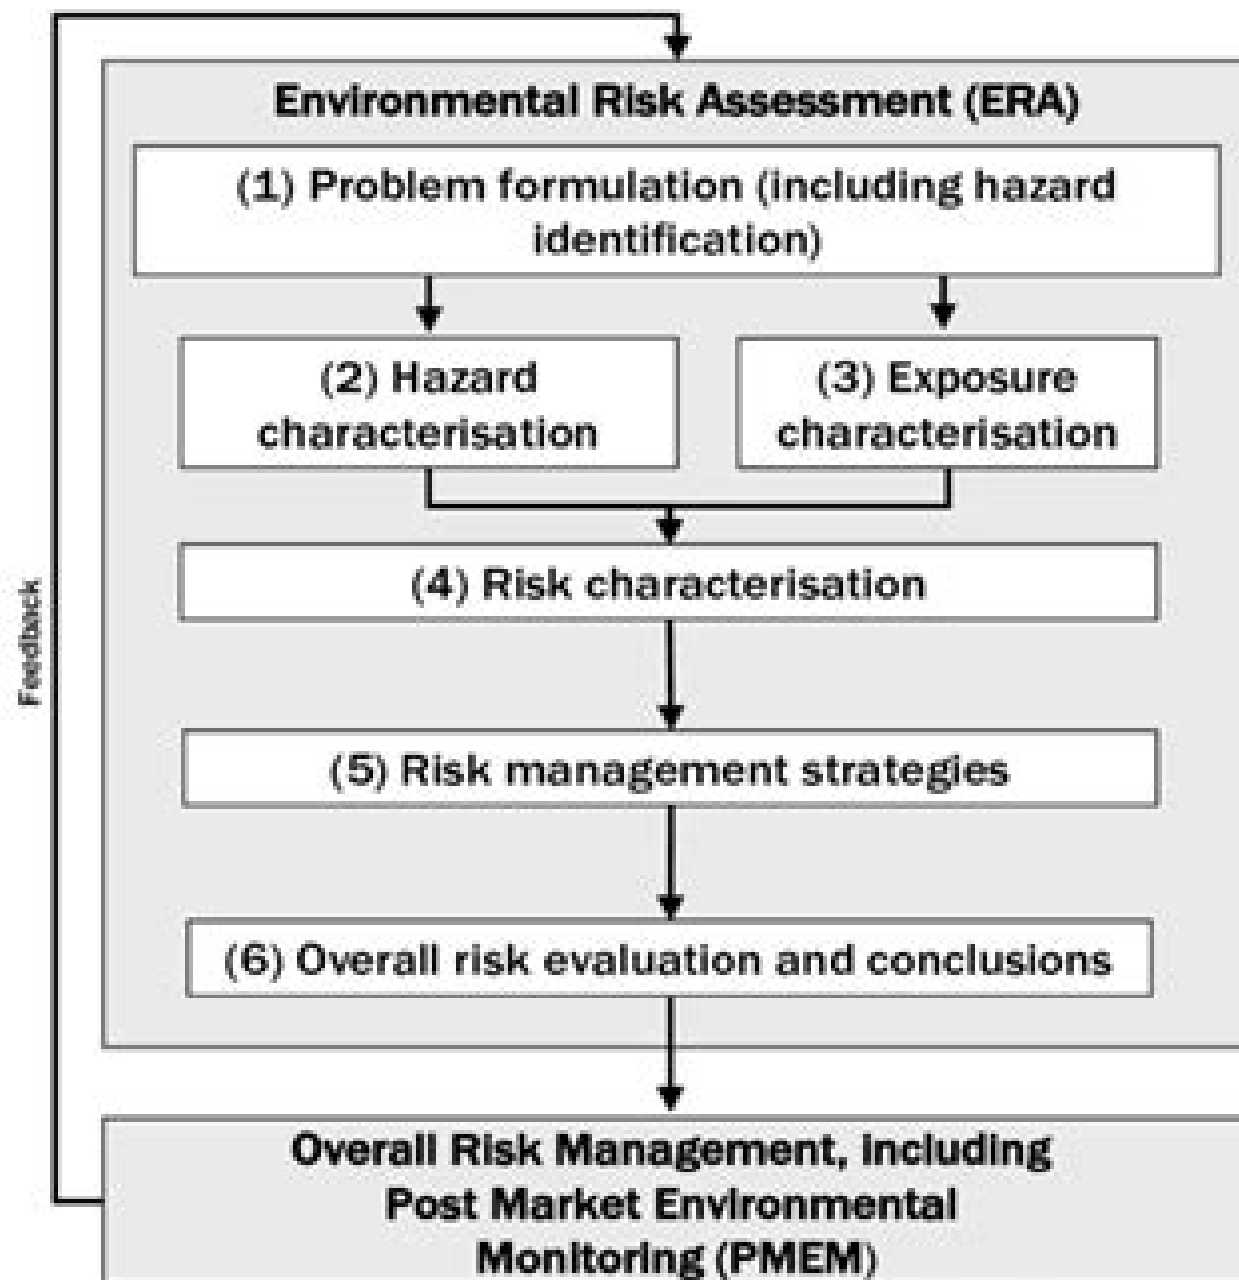 Environmental Risk Assessment (ERA)
(1) Problem formulation (including hazard
identification)
(2) Hazard
characterisation
(3) Exposure
characterisation
(4) Risk characterisation
Feedback
(5) Risk management strategies
(6) Overall risk evaluation and conclusions
Overall Risk Management, including
Post Market Environmental
Monitoring (PMEM)